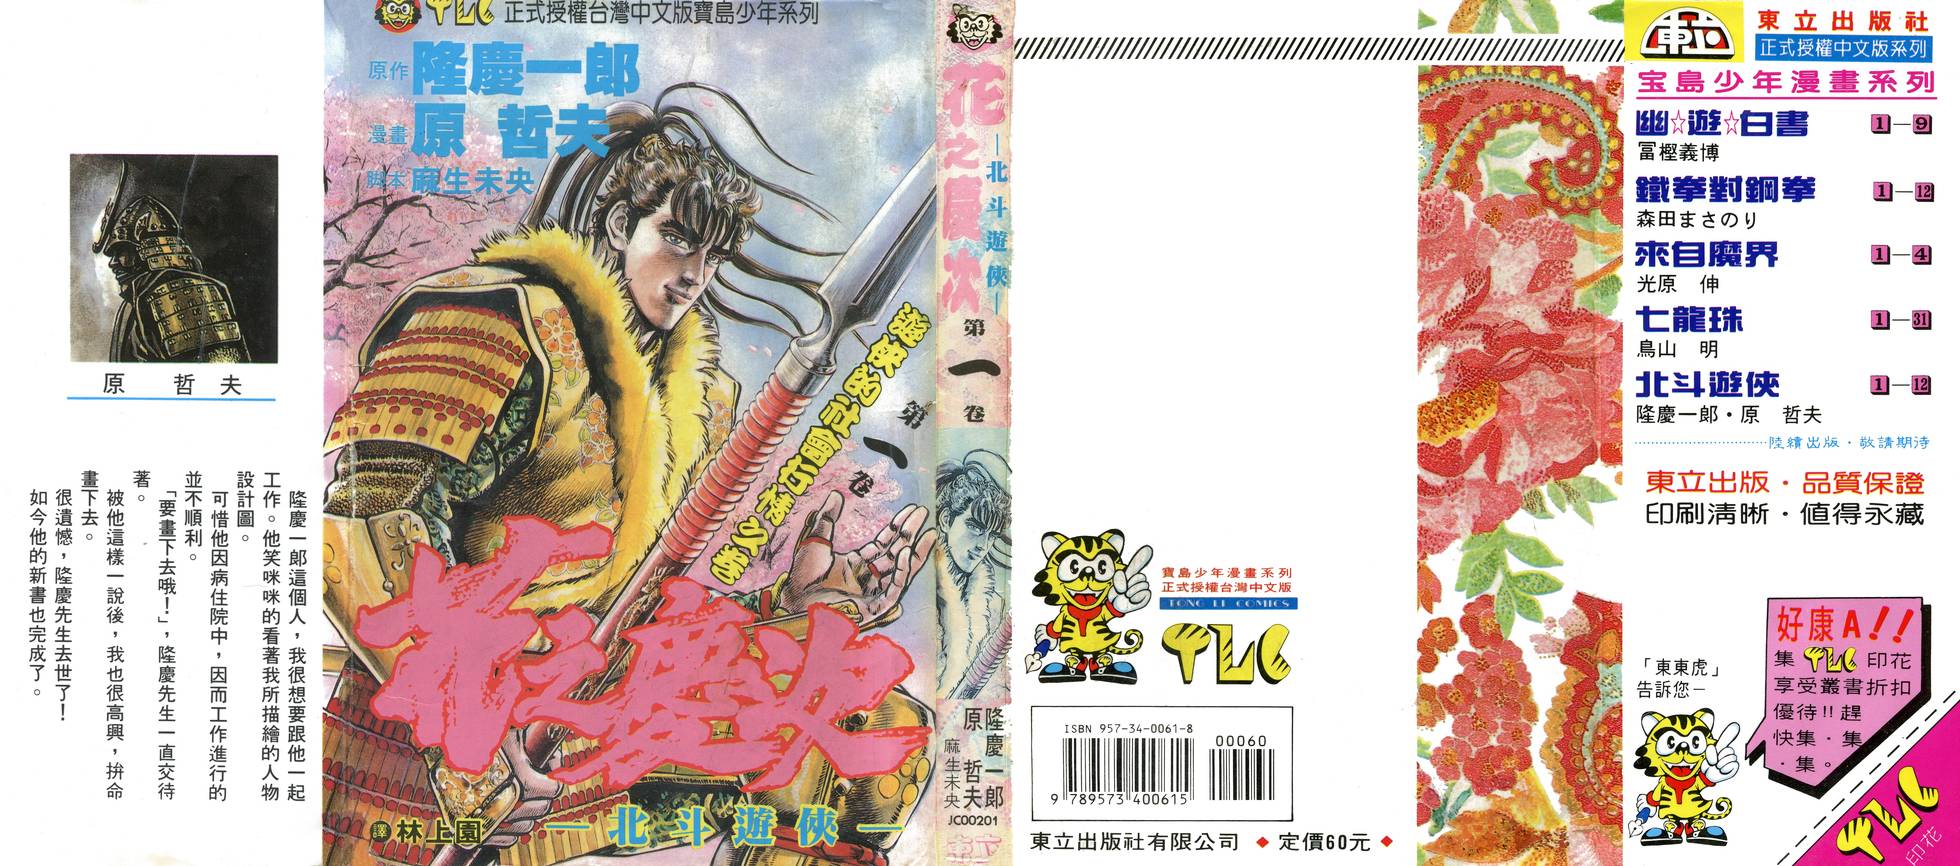 原　哲夫
　隆慶一郎這個人，我很想要跟他一起
工作。他笑咪咪的看著我所描繪的人物
設計圖。
　可惜他因病住院中，因而工作進行的
並不順利。
　「要畫下去哦！」，隆慶先生一直交待
著。
　被他這樣一說後，我也很高興，拚命
畫下去。
　很遺憾，隆慶先生去世了！
　如今他的新書也完成了。
TLC 正式授權台灣中文版寶島少年系列
原作 隆慶一郎
漫畫 原 哲夫
脚本 麻生未央
遊俠的社會行情之卷
第一卷
花之慶次
—北斗遊俠—
譯 林上園
花之慶次
—北斗遊俠—
第一卷
隆慶一郎
原 哲夫
麻生未央
JC00201
東立
寶島少年漫畫系列
正式授權台灣中文版
TONG LI COMICS
TLC
ISBN 957-34-0061-8
00060
9 789573 400615
東立出版社有限公司 ◆ 定價60元 ◆
東立
東立出版社
正式授權中文版系列
宝島少年漫畫系列
幽☆遊☆白書 1—9
冨樫義博
鐵拳對鋼拳 1—12
森田まさのり
來自魔界 1—4
光原　伸
七龍珠 1—31
鳥山　明
北斗遊俠 1—12
隆慶一郎・原　哲夫
陸續出版・敬請期待
東立出版・品質保證
印刷清晰・值得永藏
「東東虎」
告訴您－
好康A!!
集 TLC 印花
享受叢書折扣
優待!! 趕
快集・集
・集。
TLC
印花